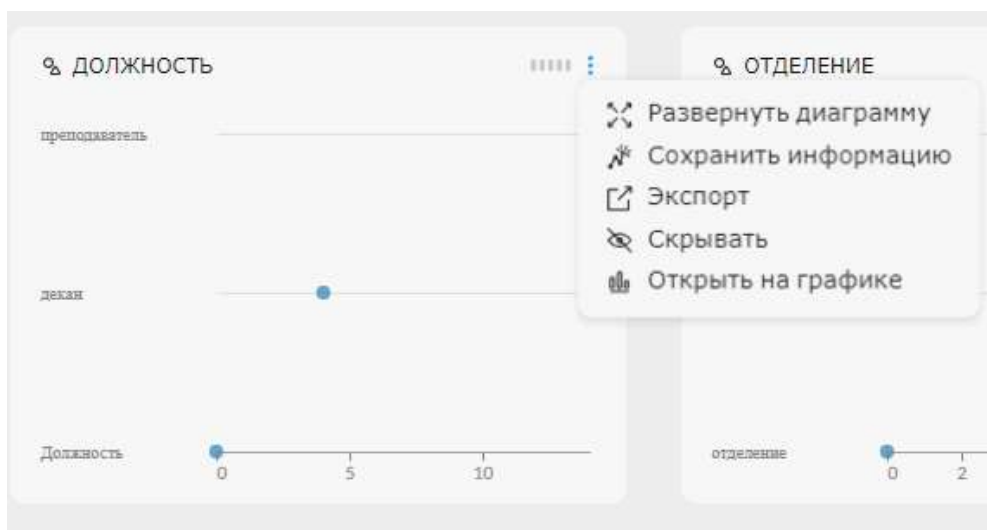 ДОЛЖНОСТЬ
ОТДЕЛЕНИЕ
Развернуть диаграмму
Сохранить информацию
Экспорт
Скрывать
Открыть на графике
преподаватель
декан
Должность
0 5 10
отделение
0 2